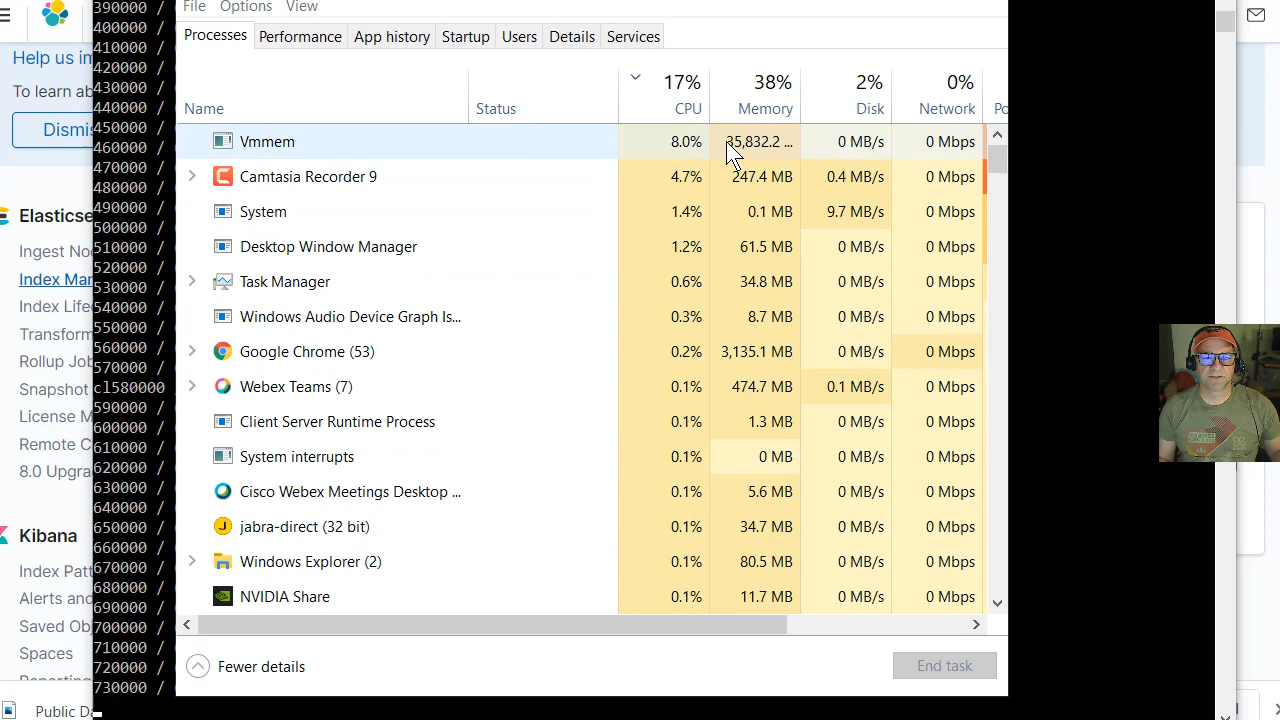 File Options View
Processes Performance App history Startup Users Details Services
17% 38% 2% 0%
Name Status CPU Memory Disk Network
Vmmem 8.0% 35,832.2 ... 0 MB/s 0 Mbps
Camtasia Recorder 9 4.7% 247.4 MB 0.4 MB/s 0 Mbps
System 1.4% 0.1 MB 9.7 MB/s 0 Mbps
Desktop Window Manager 1.2% 61.5 MB 0 MB/s 0 Mbps
Task Manager 0.6% 34.8 MB 0 MB/s 0 Mbps
Windows Audio Device Graph Is... 0.3% 8.7 MB 0 MB/s 0 Mbps
Google Chrome (53) 0.2% 3,135.1 MB 0 MB/s 0 Mbps
Webex Teams (7) 0.1% 474.7 MB 0.1 MB/s 0 Mbps
Client Server Runtime Process 0.1% 1.3 MB 0 MB/s 0 Mbps
System interrupts 0.1% 0 MB 0 MB/s 0 Mbps
Cisco Webex Meetings Desktop ... 0.1% 5.6 MB 0 MB/s 0 Mbps
jabra-direct (32 bit) 0.1% 34.7 MB 0 MB/s 0 Mbps
Windows Explorer (2) 0.1% 80.5 MB 0 MB/s 0 Mbps
NVIDIA Share 0.1% 11.7 MB 0 MB/s 0 Mbps
Fewer details End task
Help us im
To learn ab
Dismis
Elasticse
Ingest No
Index Man
Index Life
Transform
Rollup Job
Snapshot
License M
Remote C
8.0 Upgra
Kibana
Index Patt
Alerts and
Saved Obj
Spaces
Reporting
Public Da
390000 /
400000 /
410000 /
420000 /
430000 /
440000 /
450000 /
460000 /
470000 /
480000 /
490000 /
500000 /
510000 /
520000 /
530000 /
540000 /
550000 /
560000 /
570000 /
c1580000 /
590000 /
600000 /
610000 /
620000 /
630000 /
640000 /
650000 /
660000 /
670000 /
680000 /
690000 /
700000 /
710000 /
720000 /
730000 /